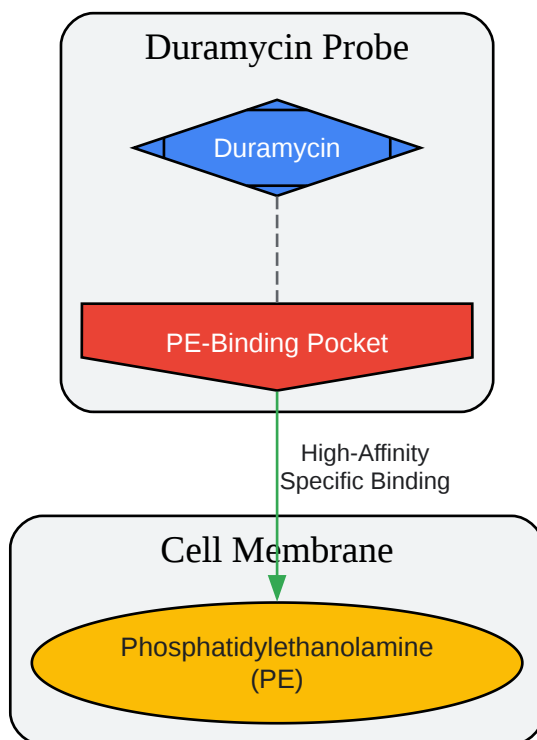 Duramycin Probe
Duramycin
PE-Binding Pocket
High-Affinity
Specific Binding
Cell Membrane
Phosphatidylethanolamine
(PE)